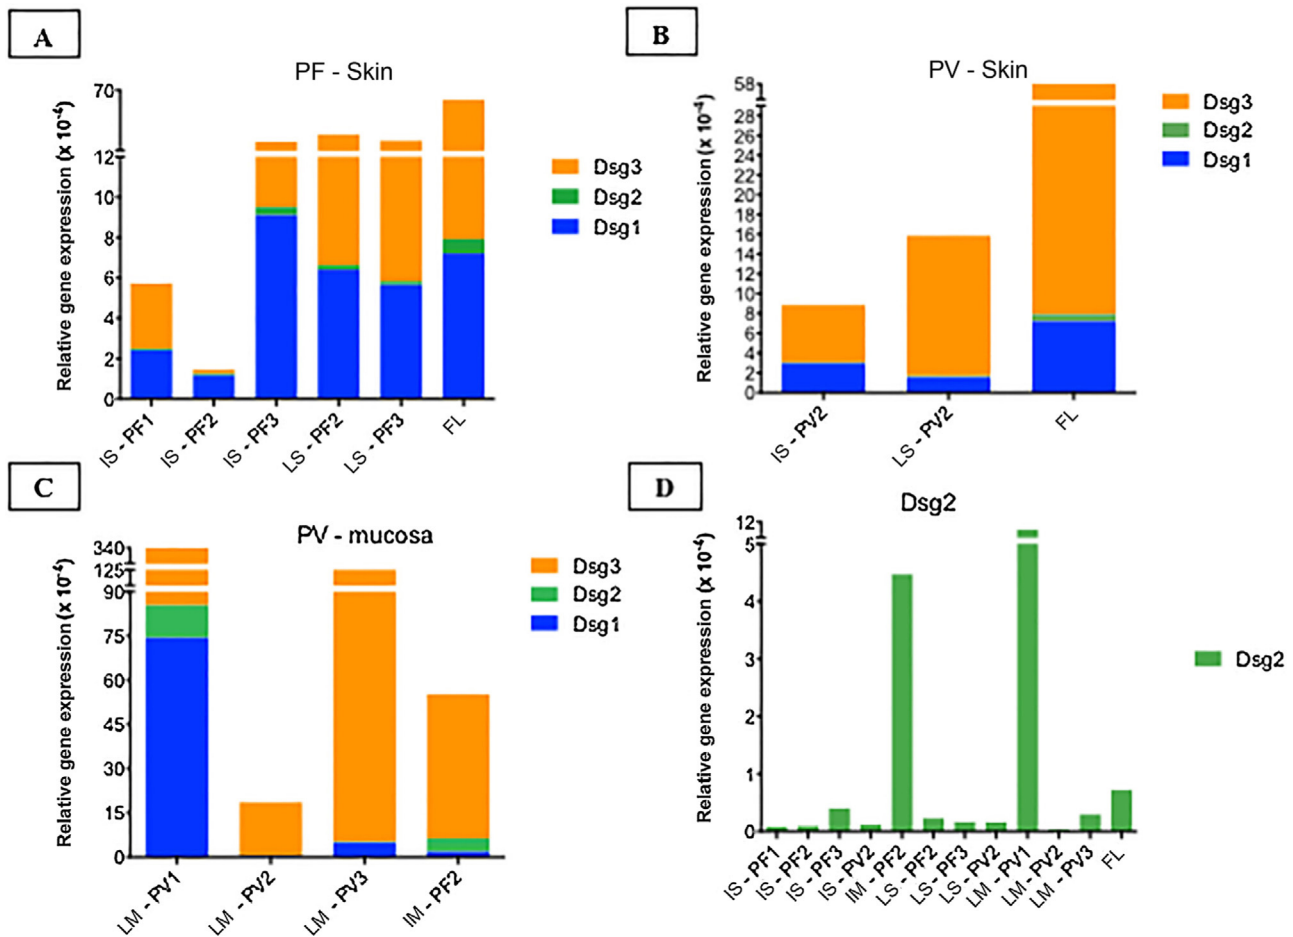 A
PF - Skin
Relative gene expression (x 10⁻⁴)
70
12
10
8
6
4
2
0
IS - PF1
IS - PF2
IS - PF3
LS - PF2
LS - PF3
FL
Dsg3
Dsg2
Dsg1
B
PV - Skin
Relative gene expression (x 10⁻⁴)
58
28
26
24
22
20
18
16
14
12
10
8
6
4
2
0
IS - PV2
LS - PV2
FL
Dsg3
Dsg2
Dsg1
C
PV - mucosa
Relative gene expression (x 10⁻⁴)
340
125
90
75
60
45
30
15
0
LM - PV1
LM - PV2
LM - PV3
IM - PF2
Dsg3
Dsg2
Dsg1
D
Dsg2
Relative gene expression (x 10⁻⁴)
12
5
4
3
2
1
0
IS - PF1
IS - PF2
IS - PF3
IS - PV2
IM - PF2
LS - PF2
LS - PF3
LS - PV2
LM - PV1
LM - PV2
LM - PV3
FL
Dsg2